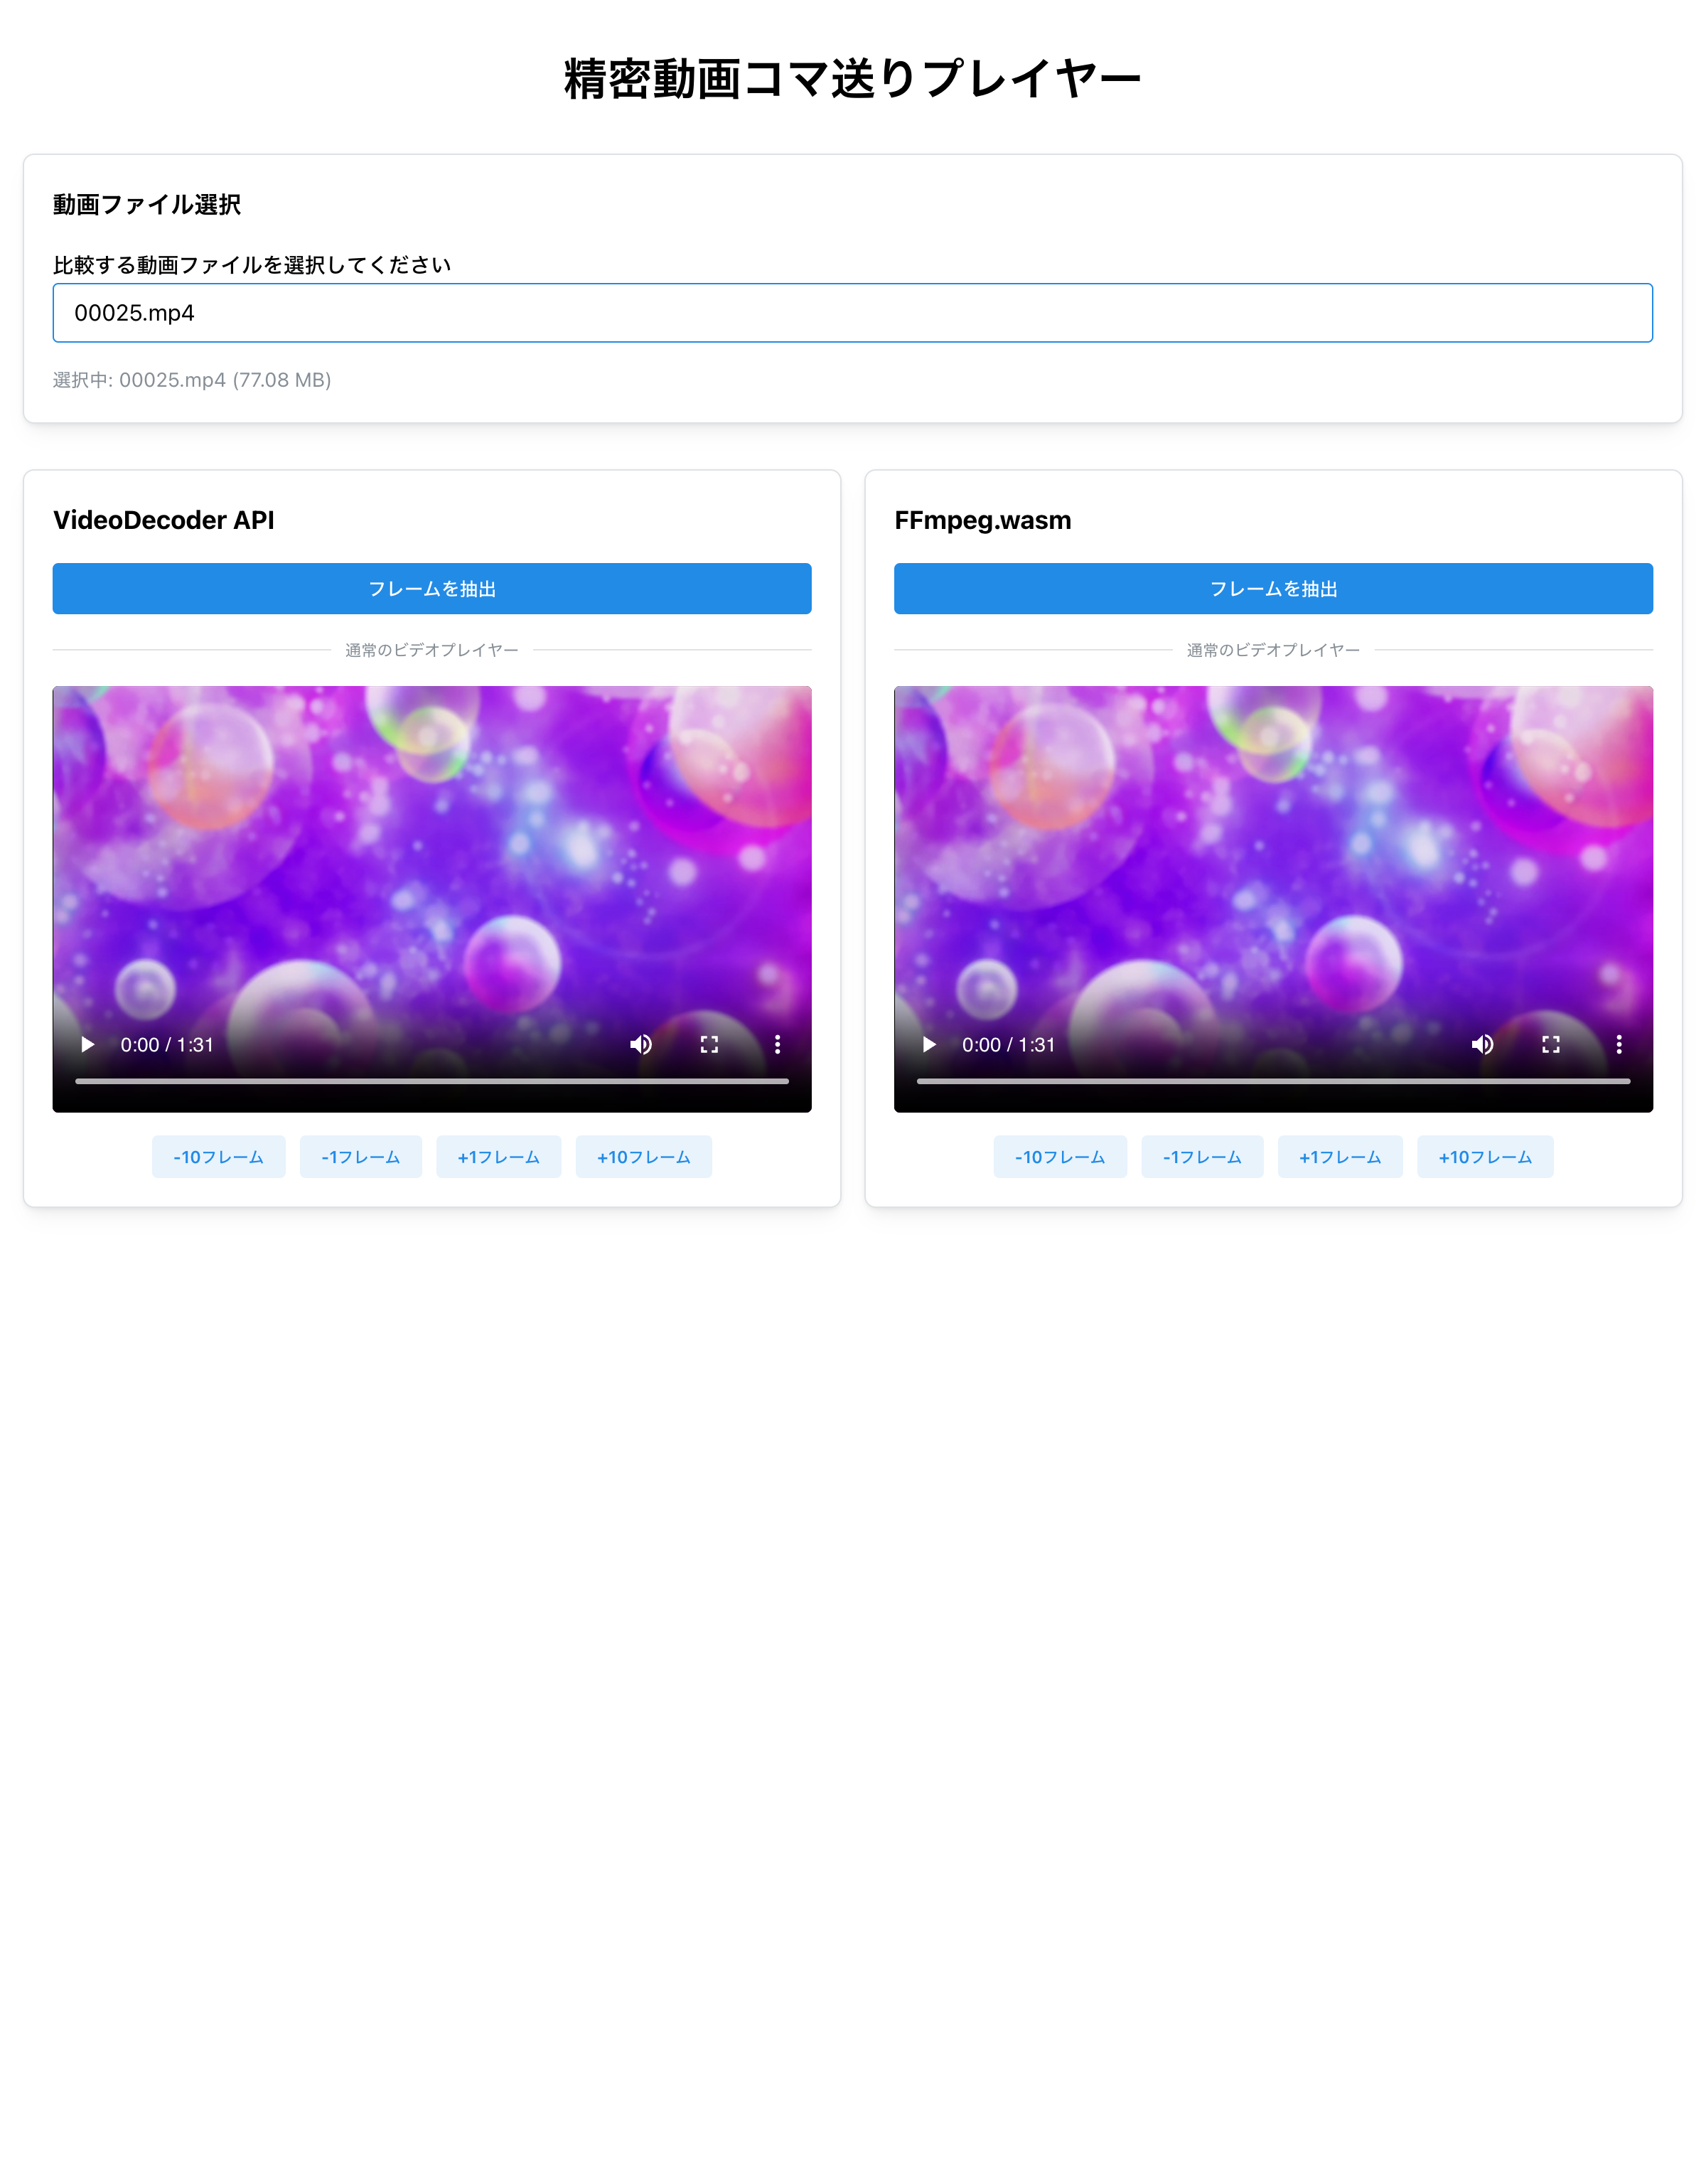 精密動画コマ送りプレイヤー
動画ファイル選択
比較する動画ファイルを選択してください
00025.mp4
選択中: 00025.mp4 (77.08 MB)
VideoDecoder API
フレームを抽出
通常のビデオプレイヤー
0:00 / 1:31
-10フレーム -1フレーム +1フレーム +10フレーム
FFmpeg.wasm
フレームを抽出
通常のビデオプレイヤー
0:00 / 1:31
-10フレーム -1フレーム +1フレーム +10フレーム